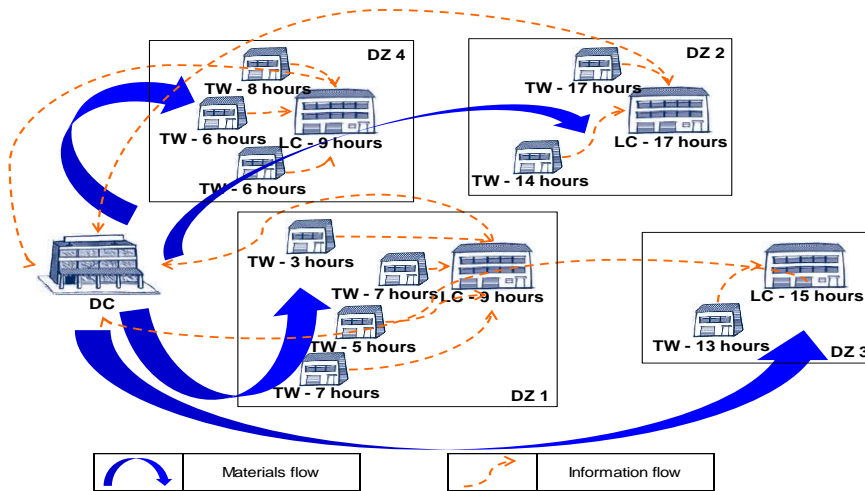 DZ 4
TW - 8 hours
TW - 6 hours
LC - 9 hours
TW - 6 hours
DZ 2
TW - 17 hours
LC - 17 hours
TW - 14 hours
DC
TW - 3 hours
TW - 7 hours
LC - 9 hours
TW - 5 hours
TW - 7 hours
DZ 1
LC - 15 hours
TW - 13 hours
DZ 3
Materials flow
Information flow